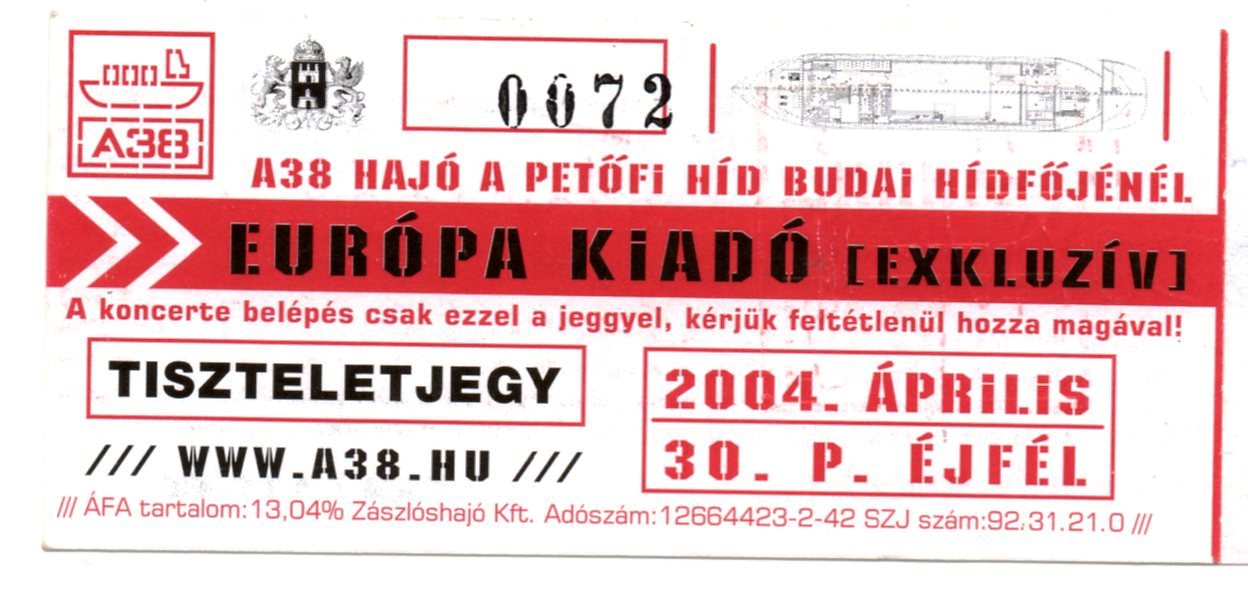 A38
0072
A38 HAJÓ A PETŐFi HÍD BUDAi HÍDFŐJÉNÉL
EURÓPA KiADÓ [EXKLUZÍV]
A koncerte belépés csak ezzel a jeggyel, kérjük feltétlenül hozza magával!
TISZTELETJEGY
2004. ÁPRiLiS
30. P. ÉJFÉL
/// WWW.A38.HU ///
/// ÁFA tartalom:13,04% Zászlóshajó Kft. Adószám:12664423-2-42 SZJ szám:92.31.21.0 ///